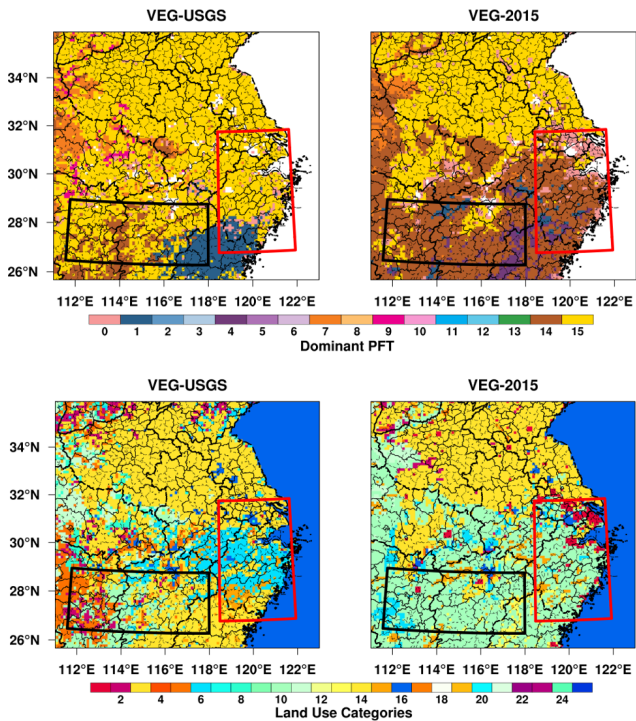 VEG-USGS VEG-2015
34°N
32°N
30°N
28°N
26°N
112°E 114°E 116°E 118°E 120°E 122°E 112°E 114°E 116°E 118°E 120°E 122°E
0 1 2 3 4 5 6 7 8 9 10 11 12 13 14 15
Dominant PFT
VEG-USGS VEG-2015
34°N
32°N
30°N
28°N
26°N
112°E 114°E 116°E 118°E 120°E 122°E 112°E 114°E 116°E 118°E 120°E 122°E
2 4 6 8 10 12 14 16 18 20 22 24
Land Use Categories